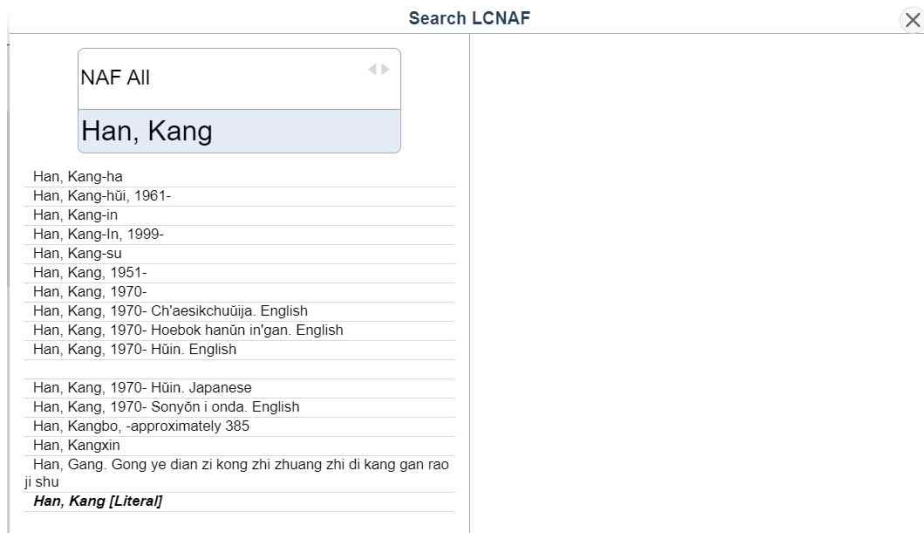 Search LCNAF
NAF All
Han, Kang
Han, Kang-ha
Han, Kang-hŭi, 1961-
Han, Kang-in
Han, Kang-In, 1999-
Han, Kang-su
Han, Kang, 1951-
Han, Kang, 1970-
Han, Kang, 1970- Ch'aesikchuŭija. English
Han, Kang, 1970- Hoebok hanŭn in'gan. English
Han, Kang, 1970- Hŭin. English
Han, Kang, 1970- Hŭin. Japanese
Han, Kang, 1970- Sonyŏn i onda. English
Han, Kangbo, -approximately 385
Han, Kangxin
Han, Gang. Gong ye dian zi kong zhi zhuang zhi di kang gan rao
ji shu
Han, Kang [Literal]